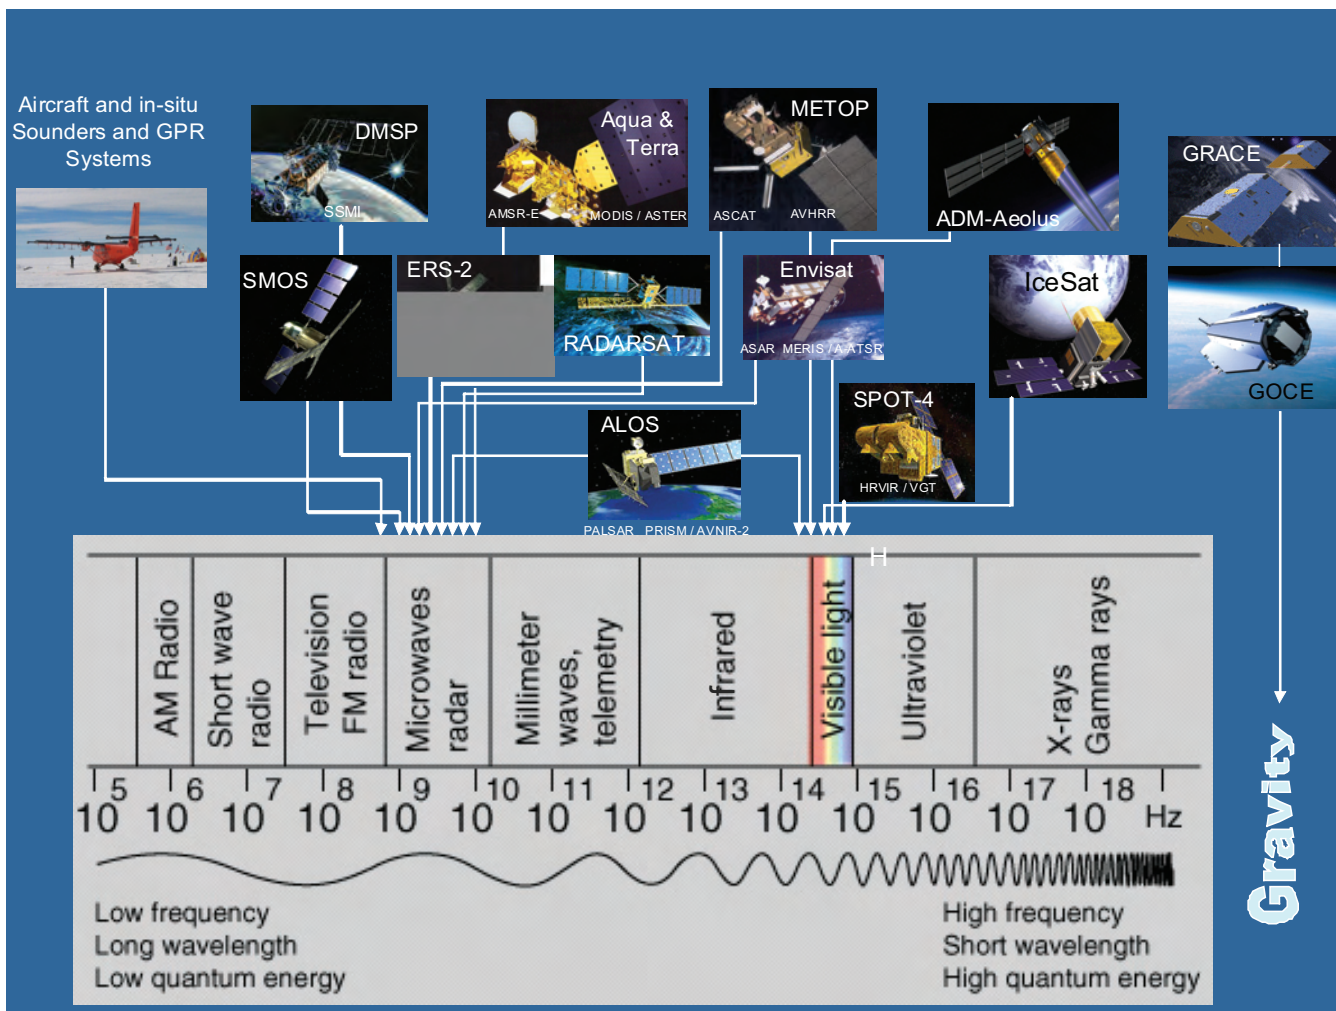 Aircraft and in-situ
Sounders and GPR
Systems
DMSP
SSMI
Aqua &
Terra
AMSR-E
MODIS / ASTER
METOP
ASCAT
AVHRR
ADM-Aeolus
GRACE
SMOS
ERS-2
RADARSAT
Envisat
ASAR
MERIS / A-ATSR
IceSat
GOCE
ALOS
PALSAR
PRISM / AVNIR-2
SPOT-4
HRVIR / VGT
H
AM Radio
Short wave
radio
Television
FM radio
Microwaves
radar
Millimeter
waves,
telemetry
Infrared
Visible light
Ultraviolet
X-rays
Gamma rays
10^5 10^6 10^7 10^8 10^9 10^10 10^11 10^12 10^13 10^14 10^15 10^16 10^17 10^18 Hz
Low frequency
Long wavelength
Low quantum energy
High frequency
Short wavelength
High quantum energy
Gravity